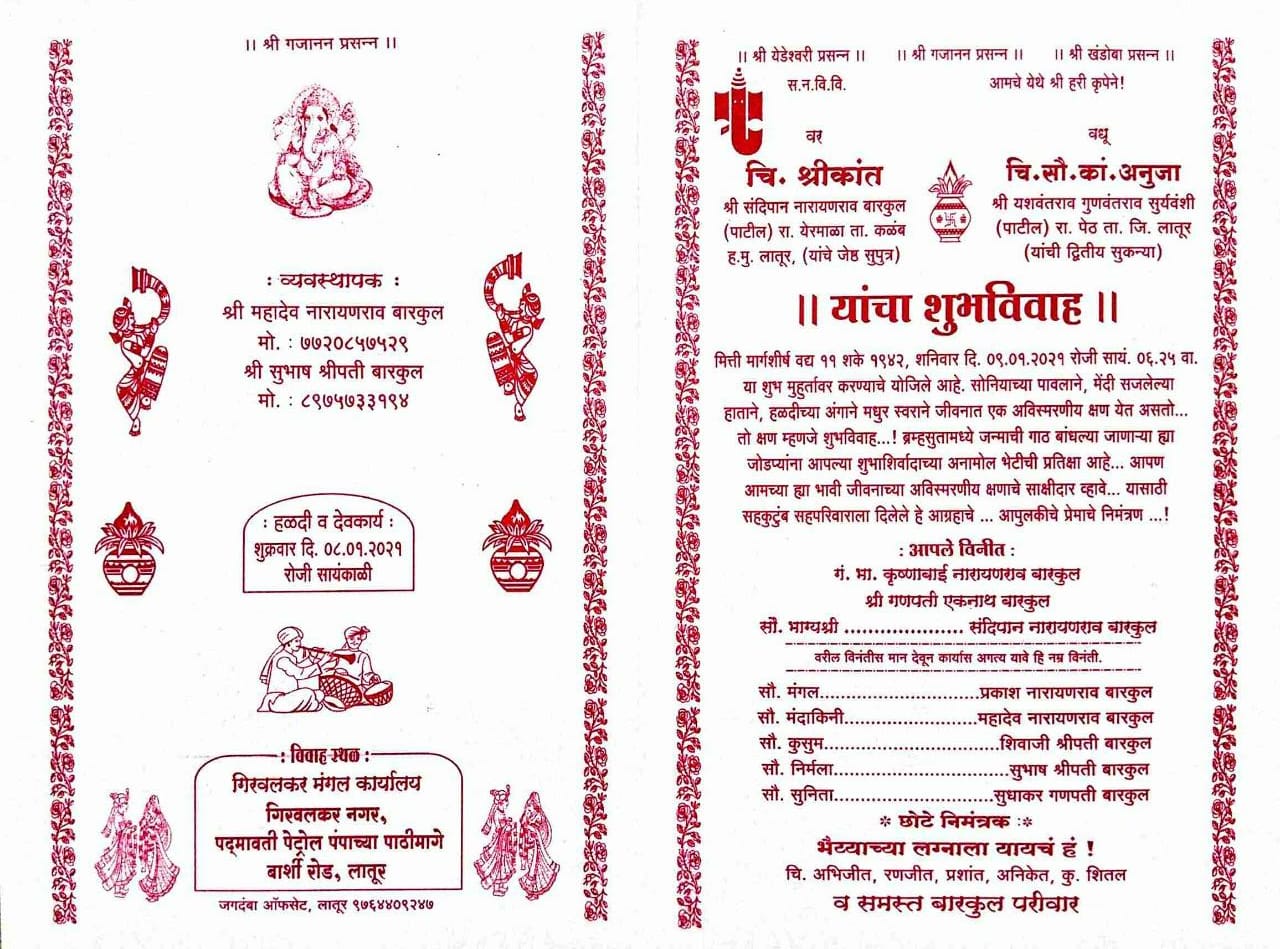 ।। श्री गजानन प्रसन्न ।।
: व्यवस्थापक :
श्री महादेव नारायणराव बारकुल
मो. : ७७२०८५७५२९
श्री सुभाष श्रीपती बारकुल
मो. : ८९७५७३३१९४
: हळदी व देवकार्य :
शुक्रवार दि. ०८.०१.२०२१
रोजी सायंकाळी
: विवाह स्थळ :
गिरवलकर मंगल कार्यालय
गिरवलकर नगर,
पद्मावती पेट्रोल पंपाच्या पाठीमागे
बार्शी रोड, लातूर
जगदंबा ऑफसेट, लातूर ९७६४४०९२४७
।। श्री येडेश्वरी प्रसन्न ।। ।। श्री गजानन प्रसन्न ।। ।। श्री खंडोबा प्रसन्न ।।
स.न.वि.वि. आमचे येथे श्री हरी कृपेने!
वर वधू
चि. श्रीकांत चि.सौ.कां.अनुजा
श्री संदिपान नारायणराव बारकुल श्री यशवंतराव गुणवंतराव सुर्यवंशी
(पाटील) रा. येरमाळा ता. कळंब (पाटील) रा. पेठ ता. जि. लातूर
ह.मु. लातूर, (यांचे जेष्ठ सुपुत्र) (यांची द्वितीय सुकन्या)
।। यांचा शुभविवाह ।।
मित्ती मार्गशीर्ष वद्य ११ शके १९४२, शनिवार दि. ०९.०१.२०२१ रोजी सायं. ०६.२५ वा.
या शुभ मुहुर्तावर करण्याचे योजिले आहे. सोनियाच्या पावलाने, मेंदी सजलेल्या
हाताने, हळदीच्या अंगाने मधुर स्वराने जीवनात एक अविस्मरणीय क्षण येत असतो...
तो क्षण म्हणजे शुभविवाह...! ब्रम्हसुतामध्ये जन्माची गाठ बांधल्या जाणाऱ्या ह्या
जोडप्यांना आपल्या शुभाशिर्वादाच्या अनामोल भेटीची प्रतिक्षा आहे... आपण
आमच्या ह्या भावी जीवनाच्या अविस्मरणीय क्षणाचे साक्षीदार व्हावे... यासाठी
सहकुटुंब सहपरिवाराला दिलेले हे आग्रहाचे ... आपुलकीचे प्रेमाचे निमंत्रण ...!
: आपले विनीत :
गं. भा. कृष्णाबाई नारायणराव बारकुल
श्री गणपती एकनाथ बारकुल
सौ. भाग्यश्री .................... संदिपान नारायणराव बारकुल
वरील विनंतीस मान देवून कार्यास अगत्य यावे हि नम्र विनंती.
सौ. मंगल...........................प्रकाश नारायणराव बारकुल
सौ. मंदाकिनी.......................महादेव नारायणराव बारकुल
सौ. कुसुम..............................शिवाजी श्रीपती बारकुल
सौ. निर्मला..............................सुभाष श्रीपती बारकुल
सौ. सुनिता...........................सुधाकर गणपती बारकुल
* छोटे निमंत्रक :*
भैय्याच्या लग्नाला यायचं हं !
चि. अभिजीत, रणजीत, प्रशांत, अनिकेत, कु. शितल
व समस्त बारकुल परीवार